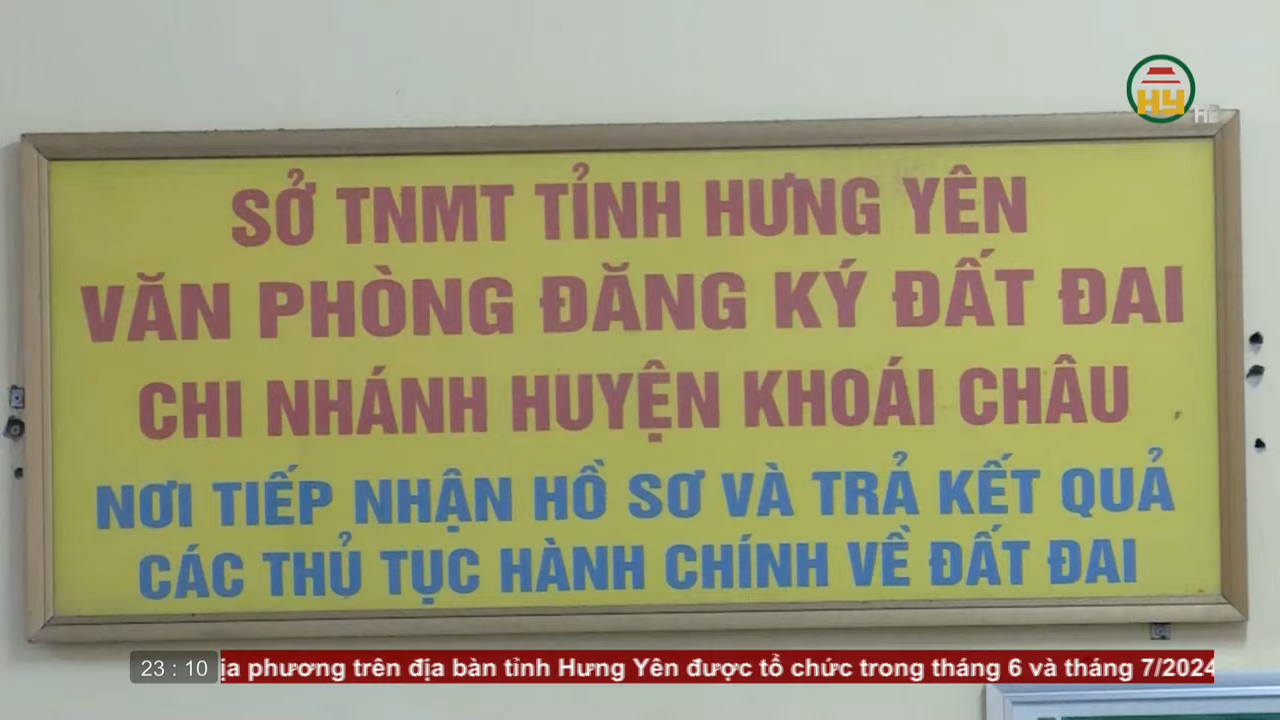 HY
SỞ TNMT TỈNH HƯNG YÊN
VĂN PHÒNG ĐĂNG KÝ ĐẤT ĐAI
CHI NHÁNH HUYỆN KHOÁI CHÂU
NƠI TIẾP NHẬN HỒ SƠ VÀ TRẢ KẾT QUẢ
CÁC THỦ TỤC HÀNH CHÍNH VỀ ĐẤT ĐAI
23 : 10 ịa phương trên địa bàn tỉnh Hưng Yên được tổ chức trong tháng 6 và tháng 7/2024